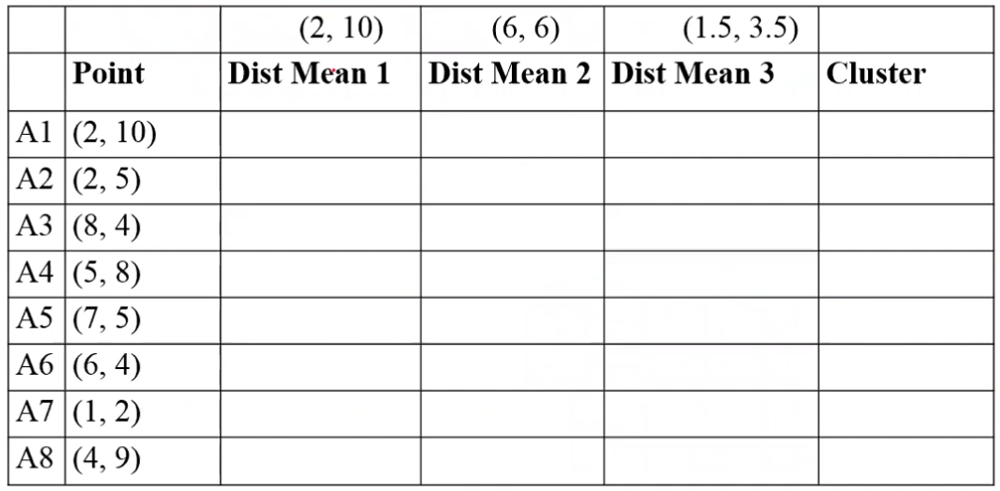 (2, 10) (6, 6) (1.5, 3.5)
Point Dist Mean 1 Dist Mean 2 Dist Mean 3 Cluster
A1 (2, 10)
A2 (2, 5)
A3 (8, 4)
A4 (5, 8)
A5 (7, 5)
A6 (6, 4)
A7 (1, 2)
A8 (4, 9)